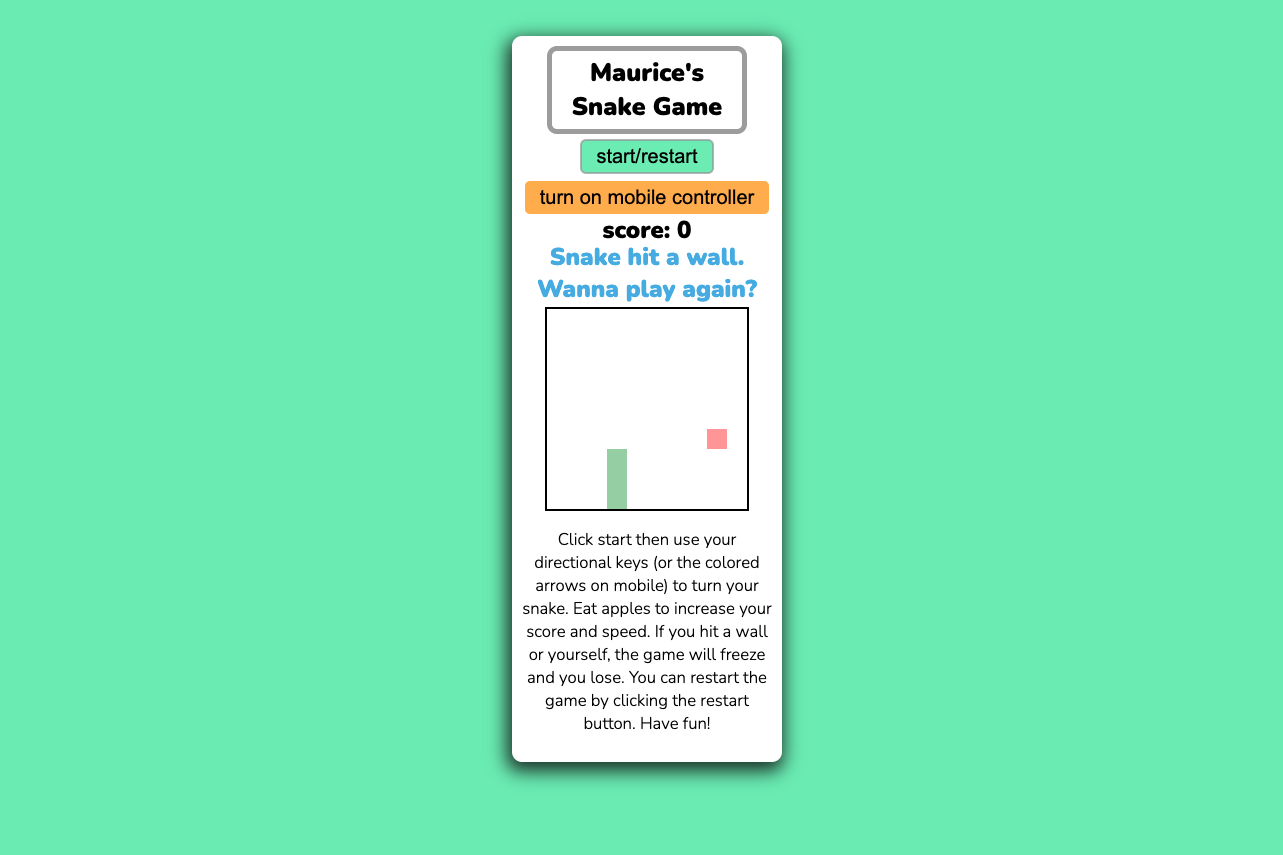 Maurice's
Snake Game
start/restart
turn on mobile controller
score: 0
Snake hit a wall.
Wanna play again?
Click start then use your
directional keys (or the colored
arrows on mobile) to turn your
snake. Eat apples to increase your
score and speed. If you hit a wall
or yourself, the game will freeze
and you lose. You can restart the
game by clicking the restart
button. Have fun!